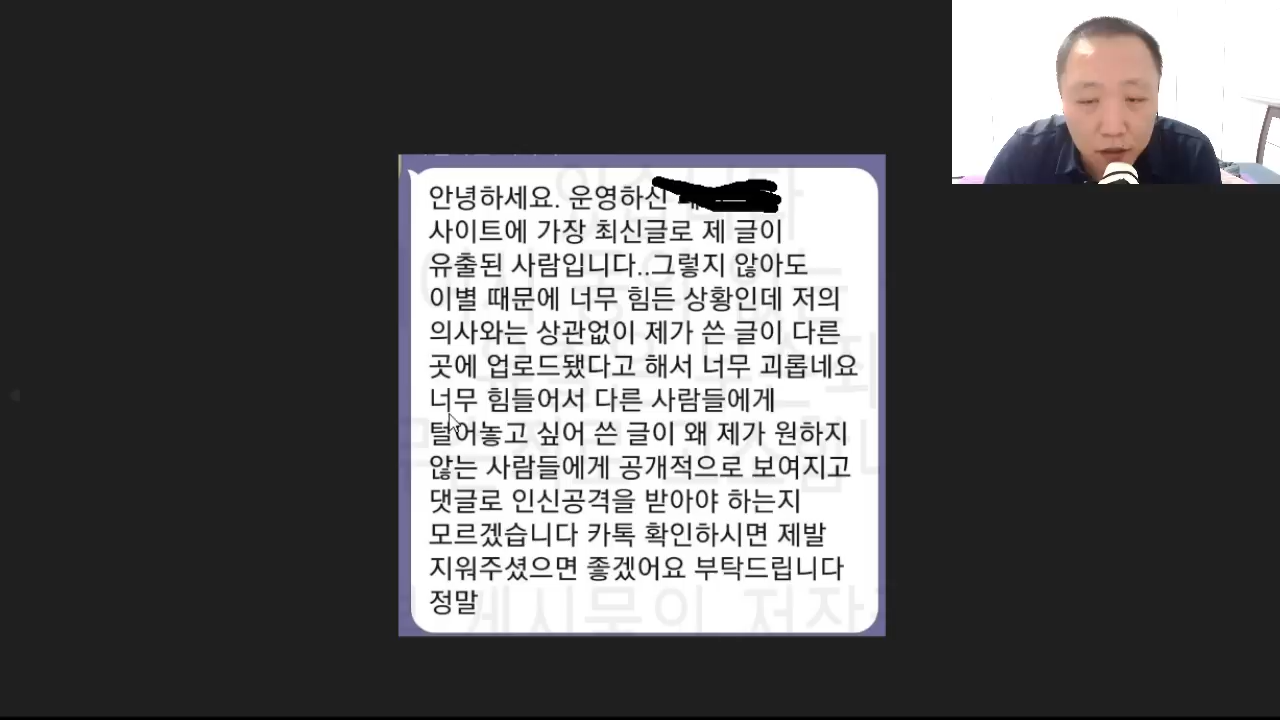 안녕하세요. 운영하신
사이트에 가장 최신글로 제 글이
유출된 사람입니다..그렇지 않아도
이별 때문에 너무 힘든 상황인데 저의
의사와는 상관없이 제가 쓴 글이 다른
곳에 업로드됐다고 해서 너무 괴롭네요
너무 힘들어서 다른 사람들에게
털어놓고 싶어 쓴 글이 왜 제가 원하지
않는 사람들에게 공개적으로 보여지고
댓글로 인신공격을 받아야 하는지
모르겠습니다 카톡 확인하시면 제발
지워주셨으면 좋겠어요 부탁드립니다
정말